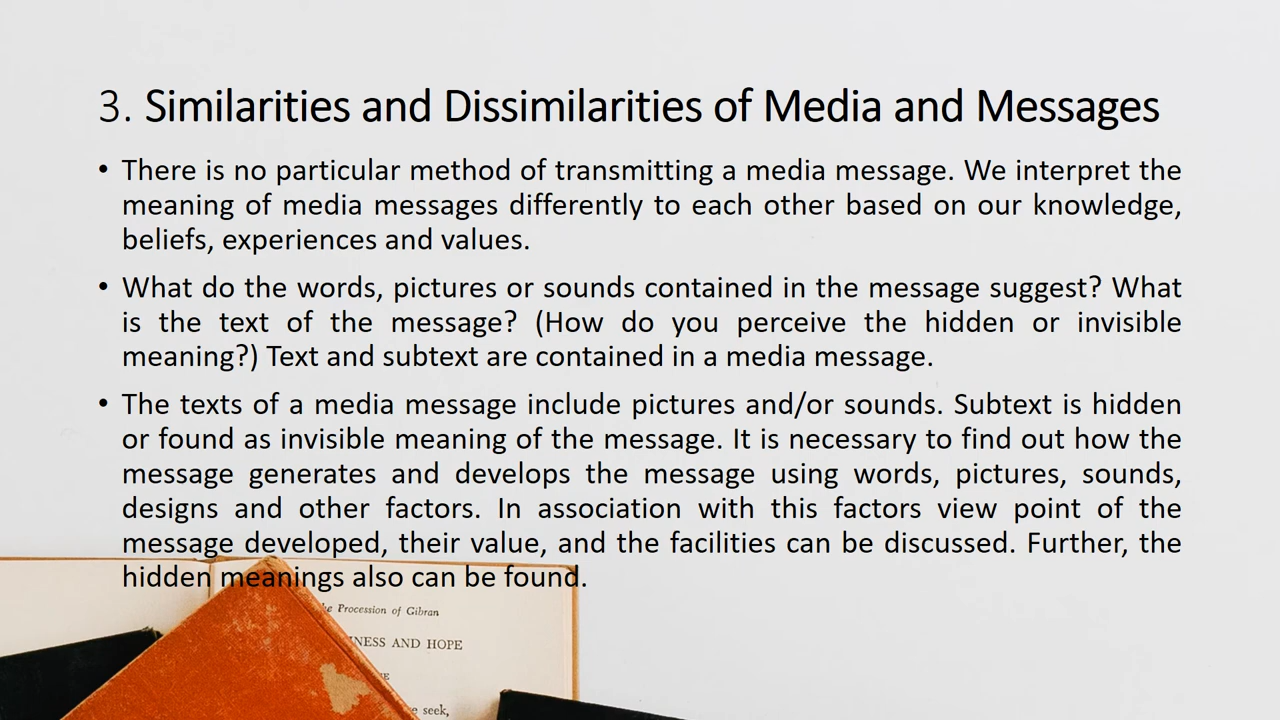 3. Similarities and Dissimilarities of Media and Messages
• There is no particular method of transmitting a media message. We interpret the
meaning of media messages differently to each other based on our knowledge,
beliefs, experiences and values.
• What do the words, pictures or sounds contained in the message suggest? What
is the text of the message? (How do you perceive the hidden or invisible
meaning?) Text and subtext are contained in a media message.
• The texts of a media message include pictures and/or sounds. Subtext is hidden
or found as invisible meaning of the message. It is necessary to find out how the
message generates and develops the message using words, pictures, sounds,
designs and other factors. In association with this factors view point of the
message developed, their value, and the facilities can be discussed. Further, the
hidden meanings also can be found.
Procession of Gibran
AND HOPE
seek,